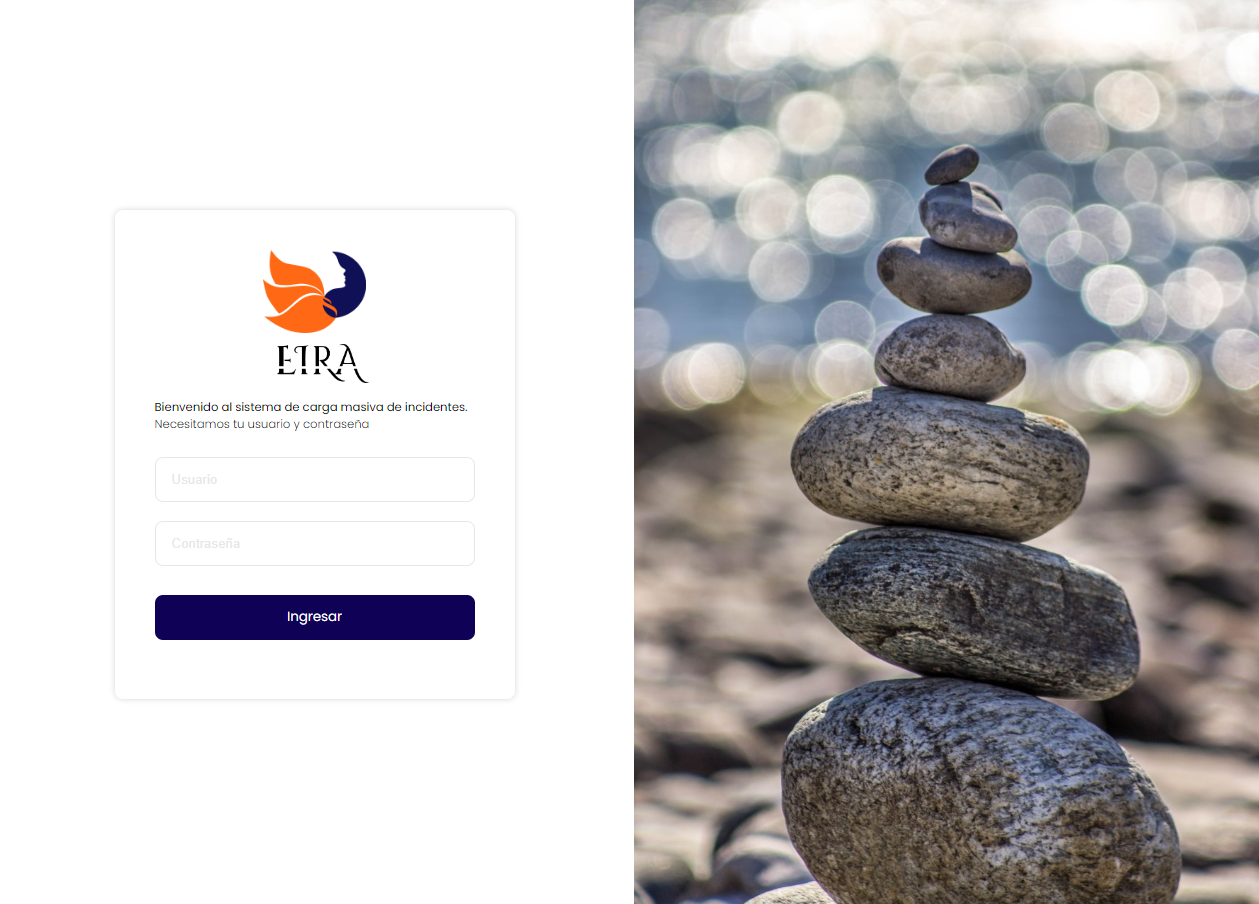 EIRA
Bienvenido al sistema de carga masiva de incidentes.
Necesitamos tu usuario y contraseña
Usuario
Contraseña
Ingresar